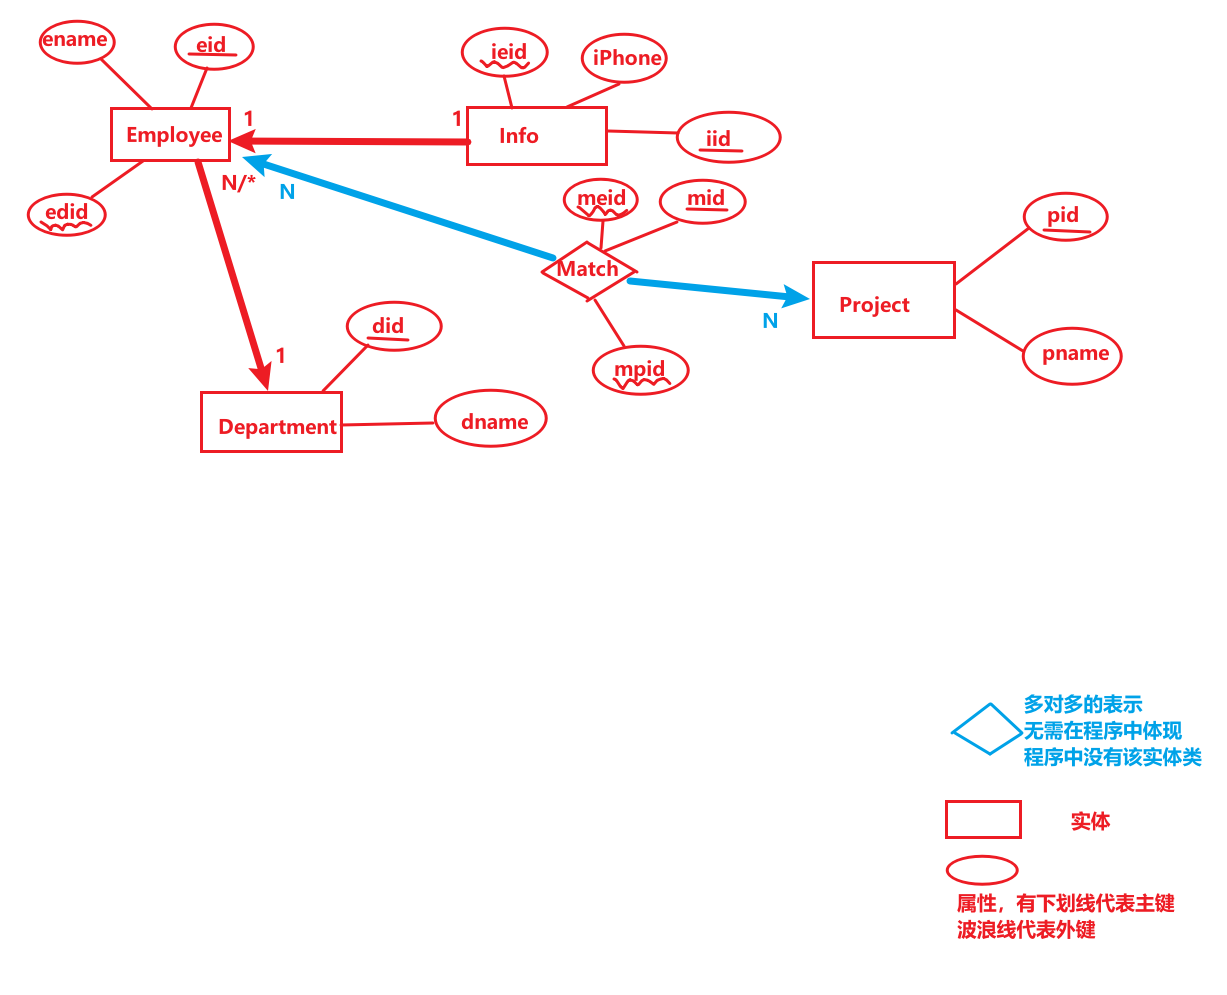 ename
eid
ieid
iPhone
1
1
Employee
Info
iid
N/*
N
edid
meid
mid
pid
Match
Project
N
did
1
pname
mpid
Department
dname
多对多的表示
无需在程序中体现
程序中没有该实体类
实体
属性，有下划线代表主键
波浪线代表外键